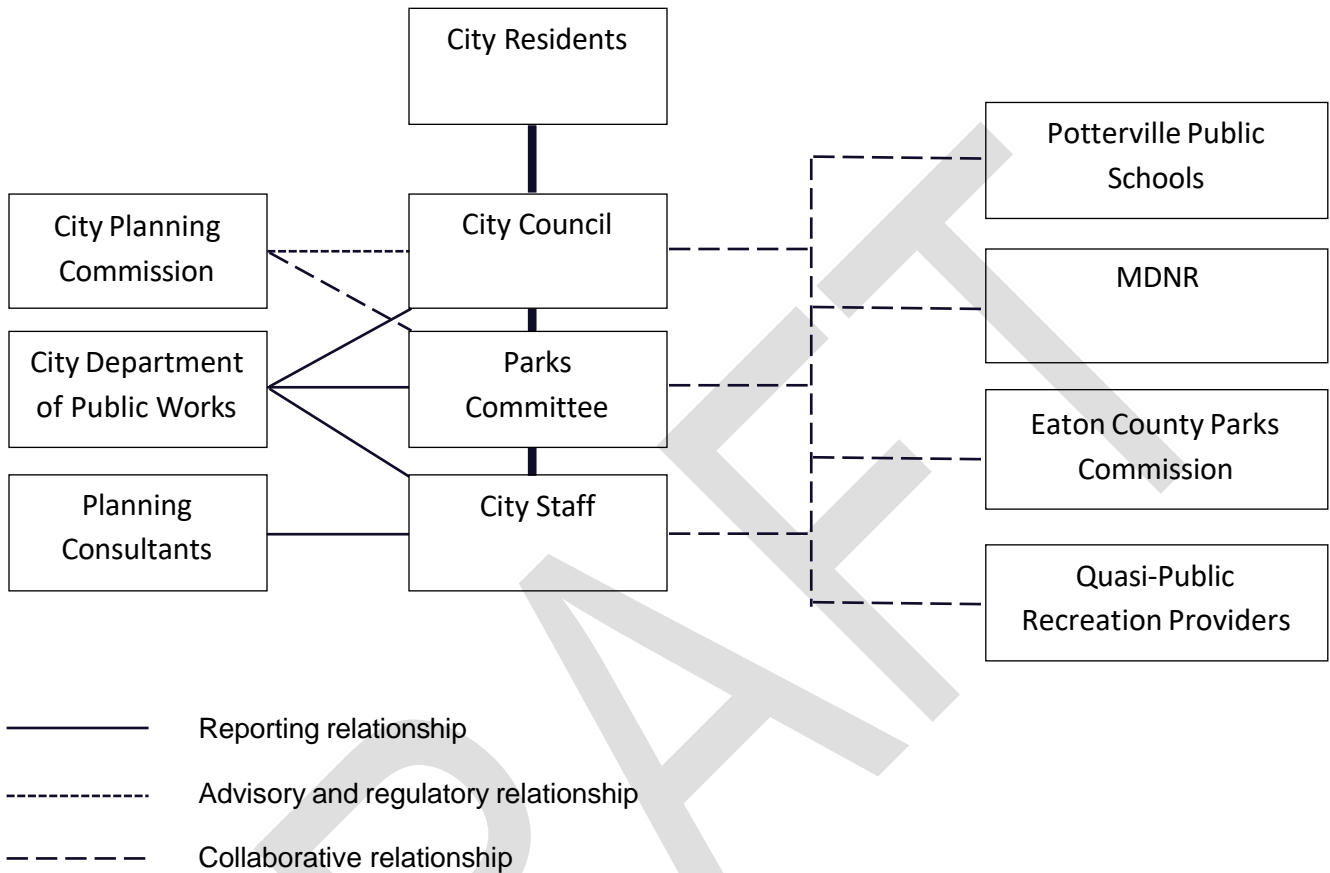 City Residents
City Council
Parks
Committee
City Staff
City Planning
Commission
City Department
of Public Works
Planning
Consultants
Potterville Public
Schools
MDNR
Eaton County Parks
Commission
Quasi-Public
Recreation Providers
Reporting relationship
Advisory and regulatory relationship
Collaborative relationship
DRAFT